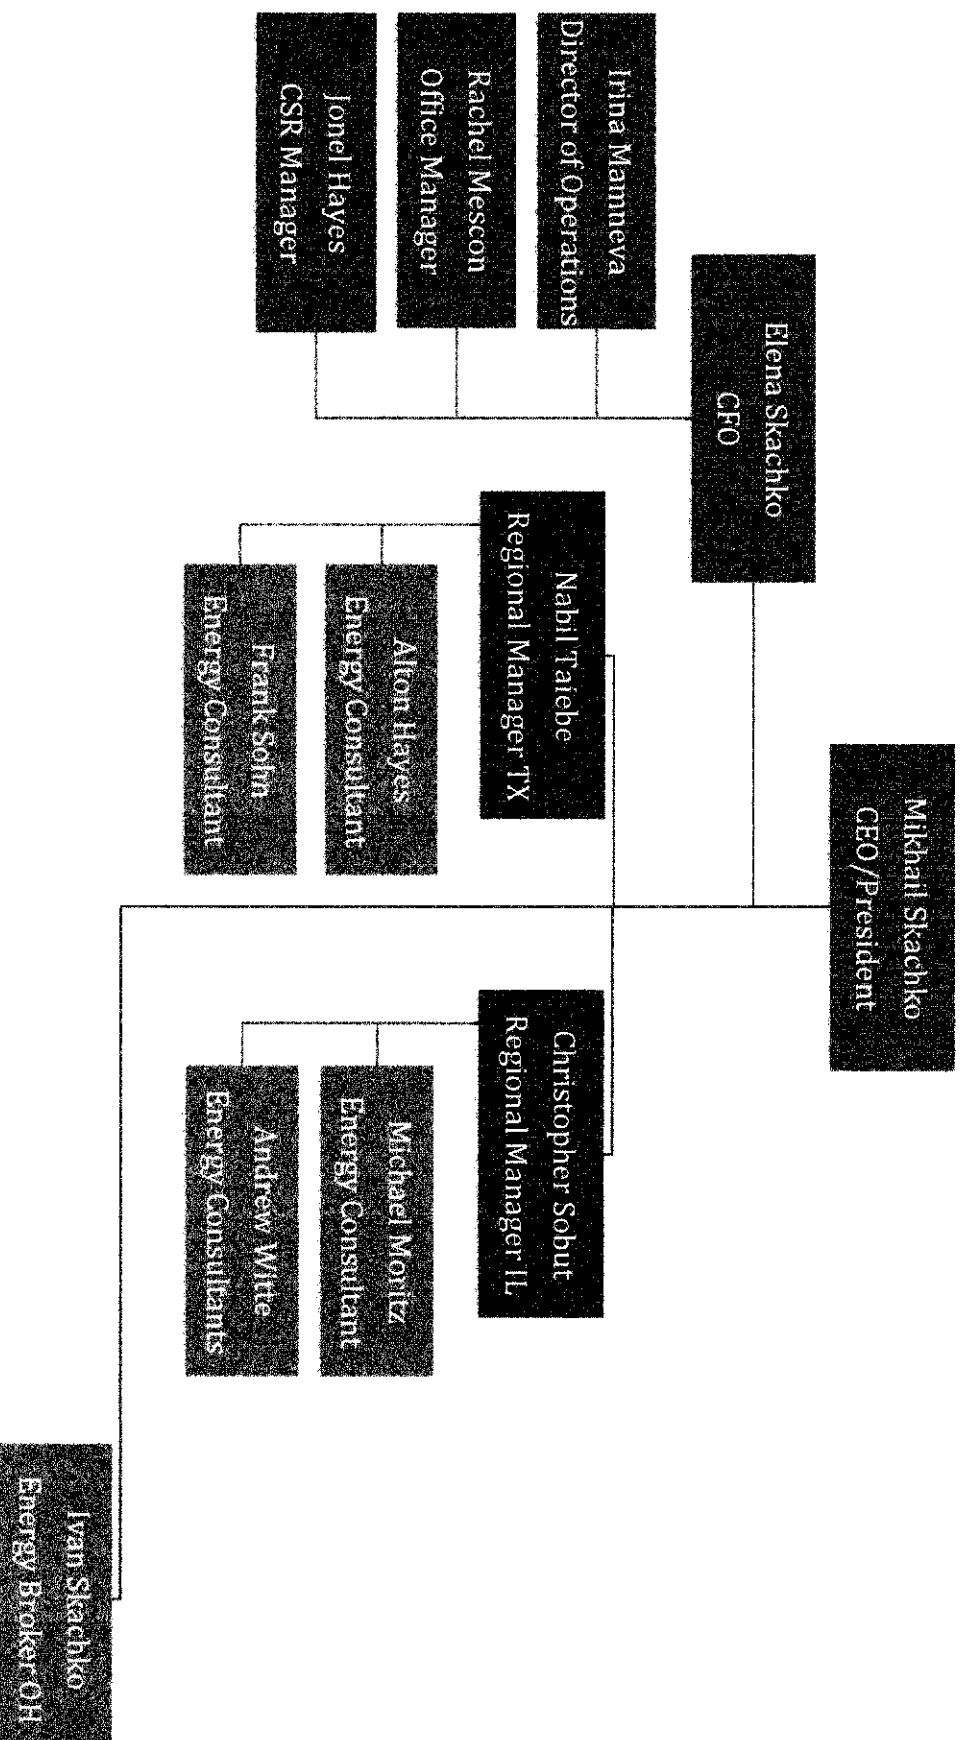 Mikhail Skachko
CEO/President
Elena Skachko
CFO
Irina Mamneva
Director of Operations
Rachel Mescon
Office Manager
Jonel Hayes
CSR Manager
Nabil Taiebe
Regional Manager TX
Alton Hayes
Energy Consultant
Frank Sohn
Energy Consultant
Christopher Sobut
Regional Manager IL
Michael Moritz
Energy Consultant
Andrew Witte
Energy Consultants
Ivan Skachko
Energy Broker OH